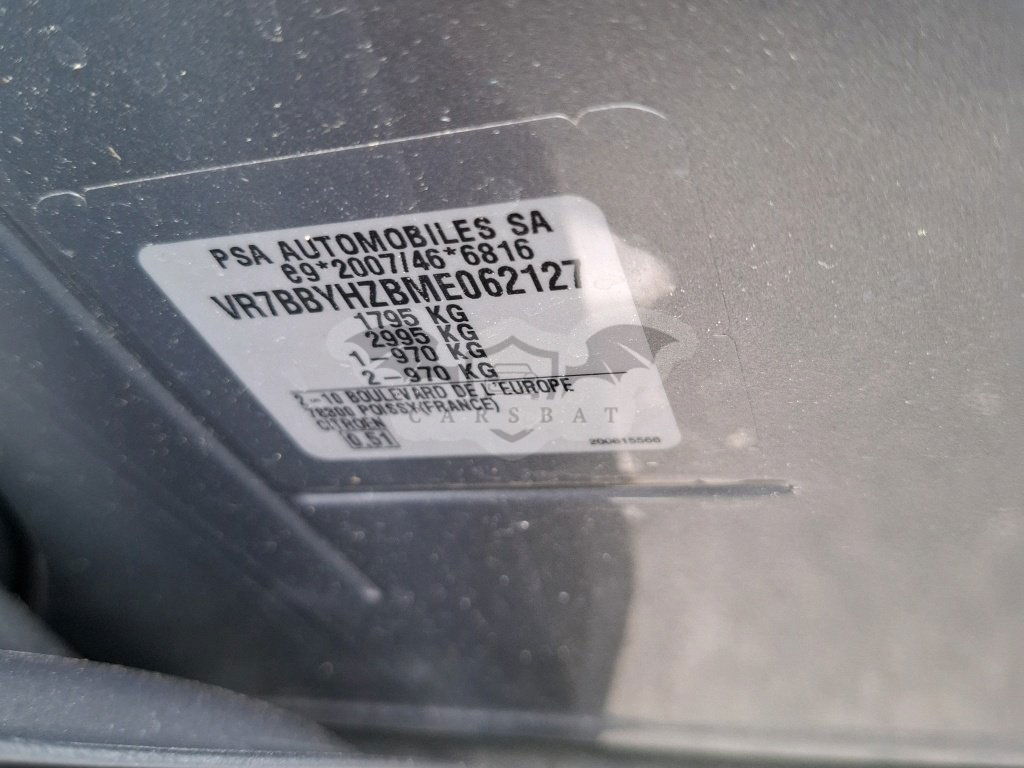 PSA AUTOMOBILES SA
e9*2007/46*6816
VR7BBYHZBME062127
1795 KG
2995 KG
1-970 KG
2-970 KG
2-10 BOULEVARD DE L'EUROPE
78300 POISSY(FRANCE)
CITROEN
0.51
200615566
CARSBAT